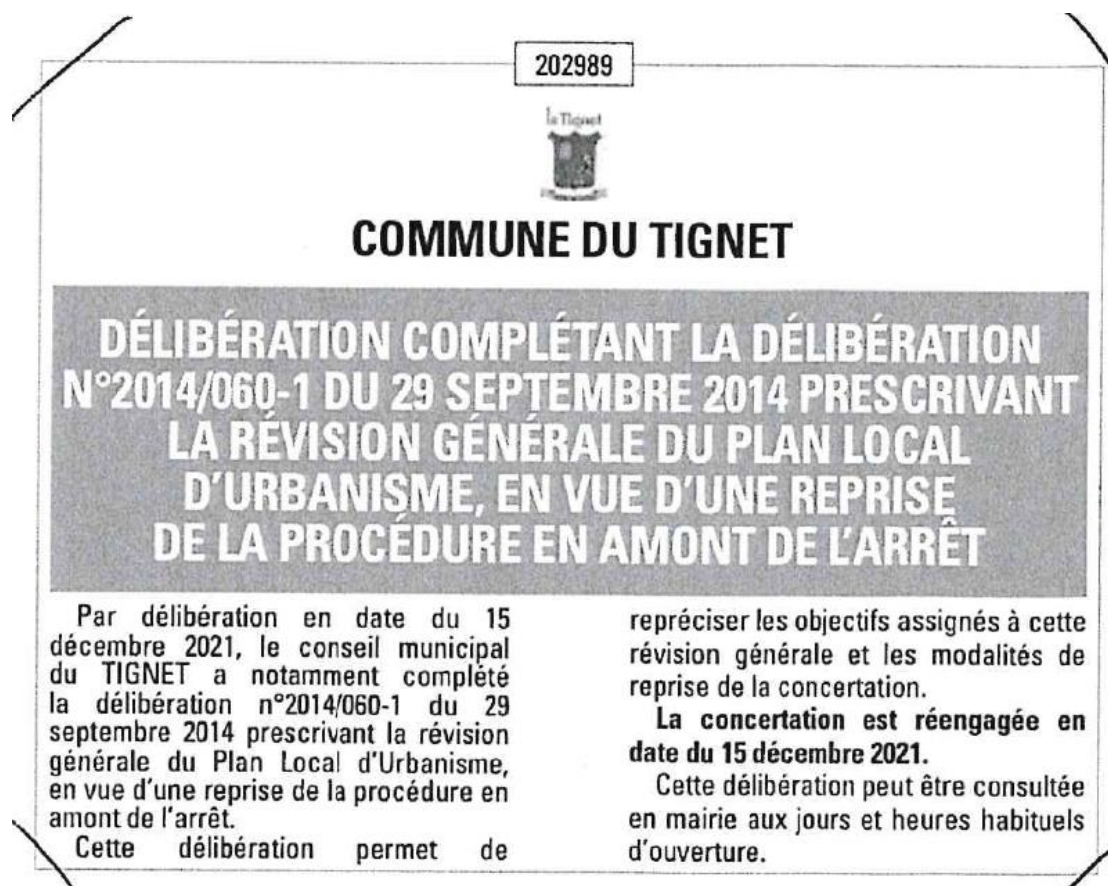 202989
le Tignet
COMMUNE DU TIGNET
DÉLIBÉRATION COMPLÉTANT LA DÉLIBÉRATION
N°2014/060-1 DU 29 SEPTEMBRE 2014 PRESCRIVANT
LA RÉVISION GÉNÉRALE DU PLAN LOCAL
D'URBANISME, EN VUE D'UNE REPRISE
DE LA PROCÉDURE EN AMONT DE L'ARRÊT
Par délibération en date du 15
décembre 2021, le conseil municipal
du TIGNET a notamment complété
la délibération n°2014/060-1 du 29
septembre 2014 prescrivant la révision
générale du Plan Local d'Urbanisme,
en vue d'une reprise de la procédure en
amont de l'arrêt.
Cette délibération permet de
repréciser les objectifs assignés à cette
révision générale et les modalités de
reprise de la concertation.
La concertation est réengagée en
date du 15 décembre 2021.
Cette délibération peut être consultée
en mairie aux jours et heures habituels
d'ouverture.